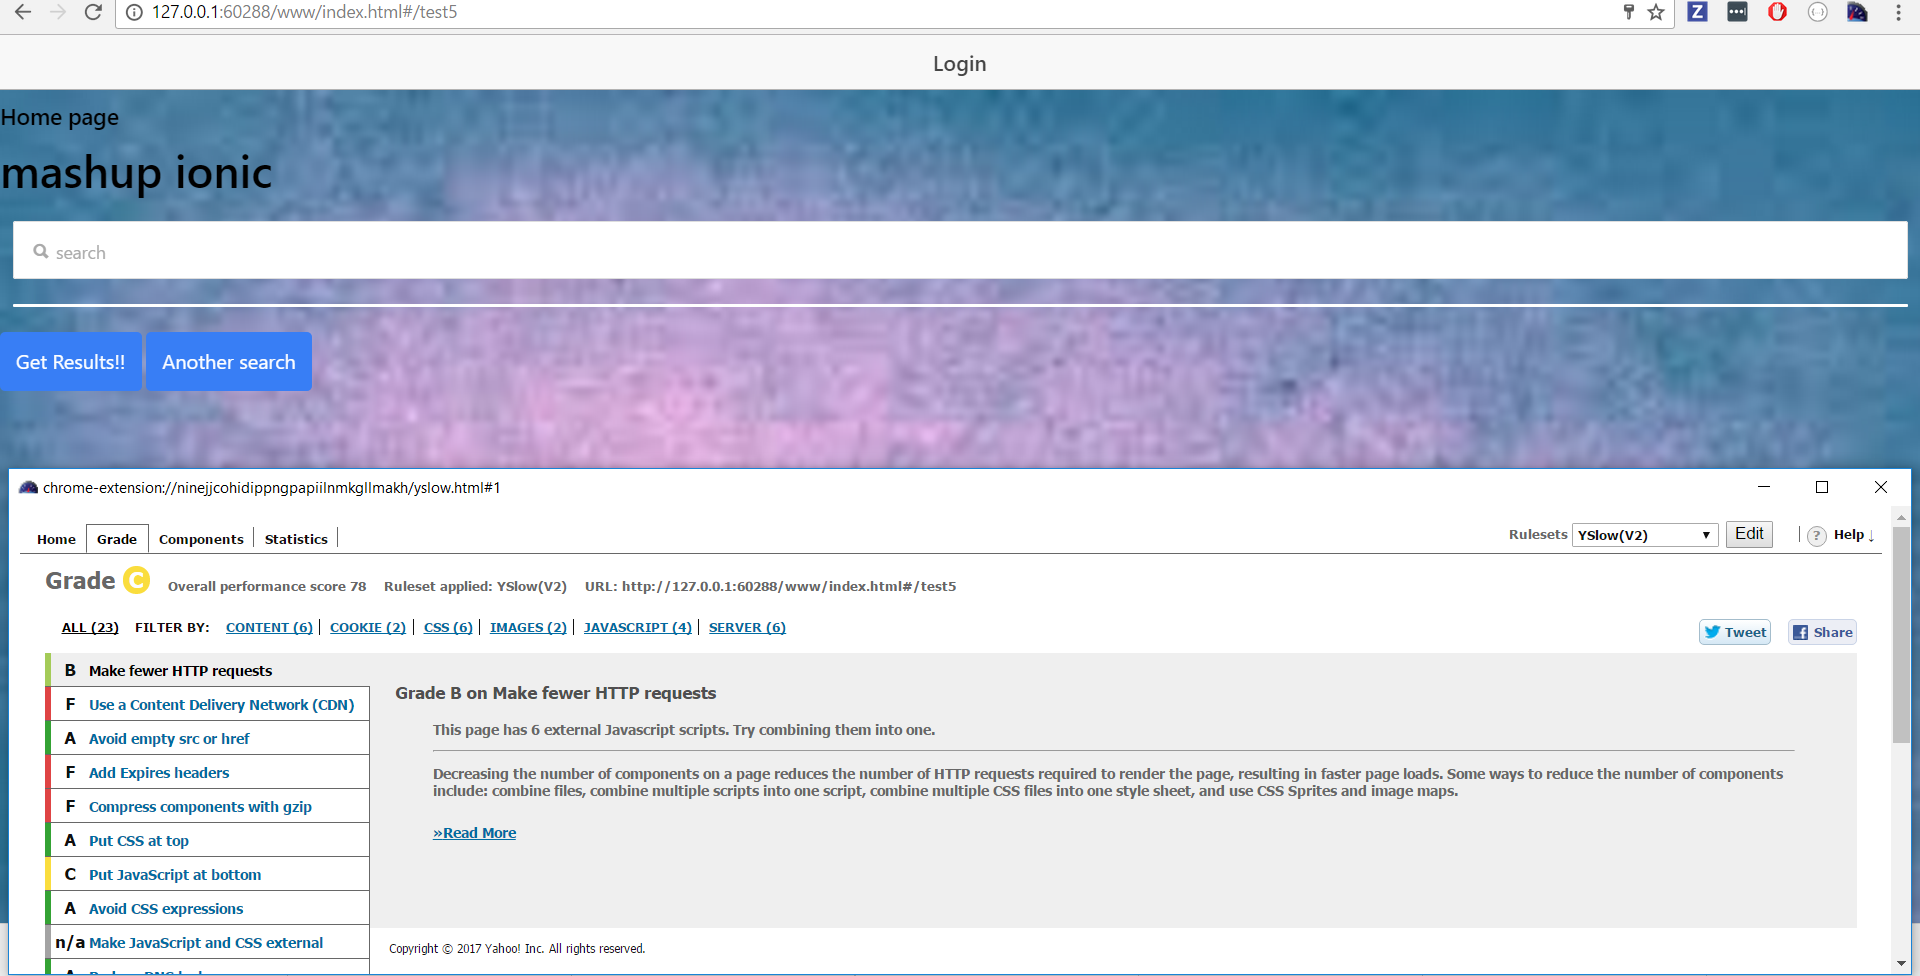 127.0.0.1:60288/www/index.html#/test5
Login
Home page
mashup ionic
search
Get Results!! Another search
chrome-extension://ninejjcohidippngpapiilnmkgllmakh/yslow.html#1
Home Grade Components Statistics Rulesets YSlow(V2) Edit ? Help ↓
Grade C Overall performance score 78 Ruleset applied: YSlow(V2) URL: http://127.0.0.1:60288/www/index.html#/test5
ALL (23) FILTER BY: CONTENT (6) COOKIE (2) CSS (6) IMAGES (2) JAVASCRIPT (4) SERVER (6) Tweet Share
B Make fewer HTTP requests
F Use a Content Delivery Network (CDN)
A Avoid empty src or href
F Add Expires headers
F Compress components with gzip
A Put CSS at top
C Put JavaScript at bottom
A Avoid CSS expressions
n/a Make JavaScript and CSS external
Grade B on Make fewer HTTP requests
This page has 6 external Javascript scripts. Try combining them into one.
Decreasing the number of components on a page reduces the number of HTTP requests required to render the page, resulting in faster page loads. Some ways to reduce the number of components
include: combine files, combine multiple scripts into one script, combine multiple CSS files into one style sheet, and use CSS Sprites and image maps.
»Read More
Copyright © 2017 Yahoo! Inc. All rights reserved.